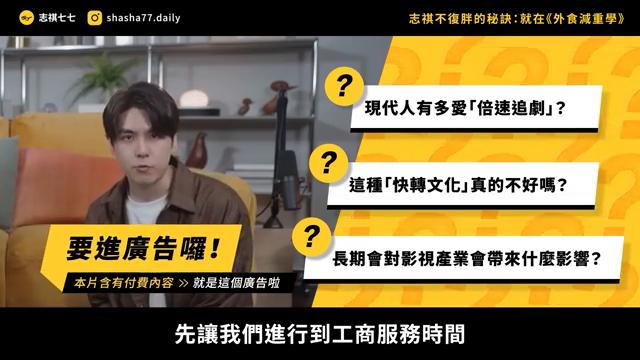 志祺七七
shasha77.daily
志祺不復胖的秘訣：就在《外食減重學》
?
現代人有多愛「倍速追劇」？
?
這種「快轉文化」真的不好嗎？
?
長期會對影視產業會帶來什麼影響？
要進廣告囉！
本片含有付費內容 >> 就是這個廣告啦
先讓我們進行到工商服務時間